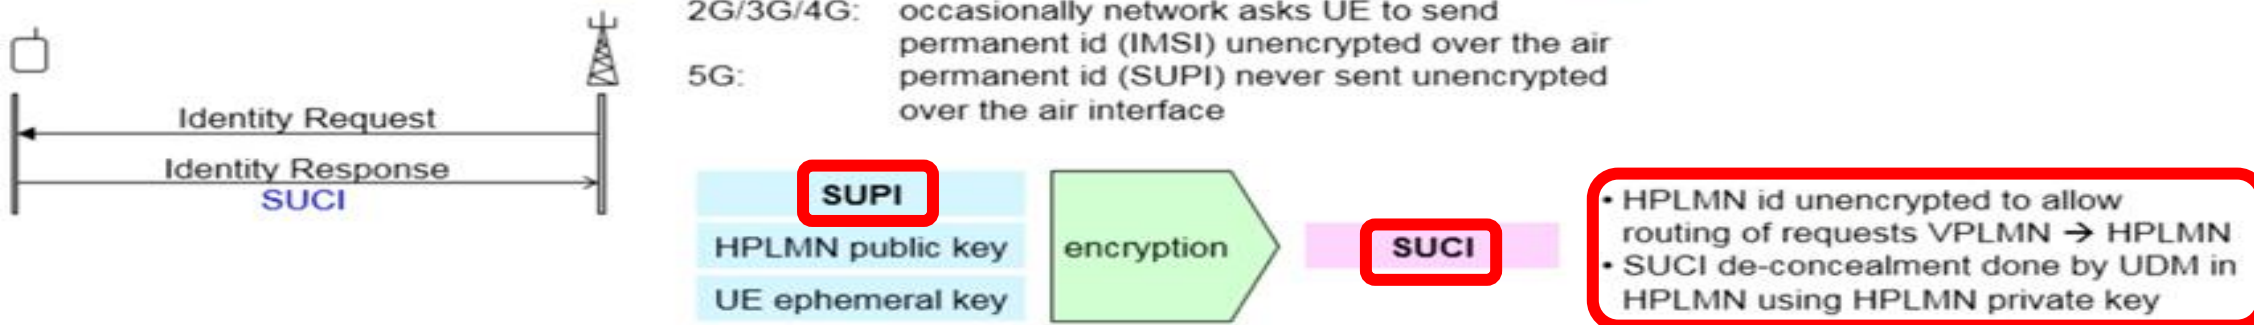 2G/3G/4G: occasionally network asks UE to send
permanent id (IMSI) unencrypted over the air
5G: permanent id (SUPI) never sent unencrypted
over the air interface
Identity Request
Identity Response
SUCI
SUPI
HPLMN public key
UE ephemeral key
encryption
SUCI
• HPLMN id unencrypted to allow
routing of requests VPLMN → HPLMN
• SUCI de-concealment done by UDM in
HPLMN using HPLMN private key